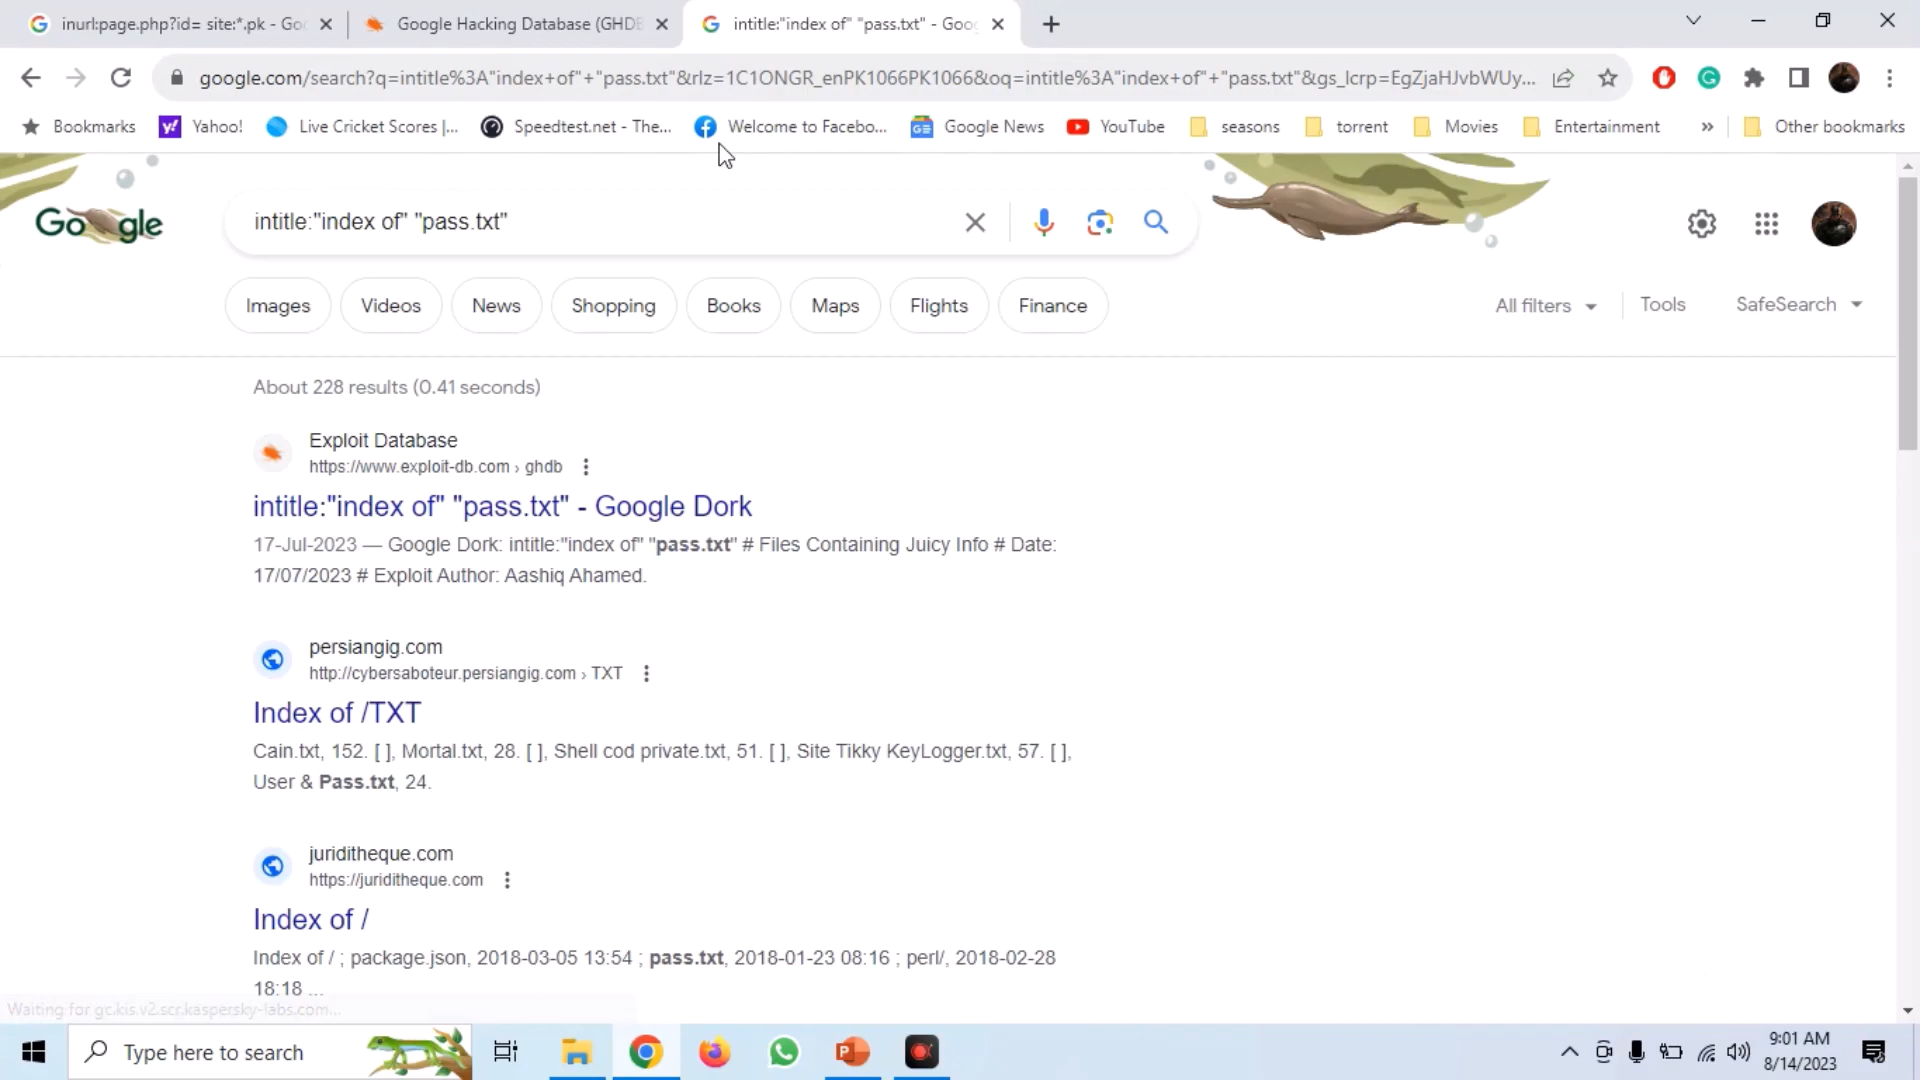 inurl:page.php?id= site:*.pk - Go
Google Hacking Database (GHDB
intitle:"index of" "pass.txt" - Goog
google.com/search?q=intitle%3A"index+of"+"pass.txt"&rlz=1C1ONGR_enPK1066PK1066&oq=intitle%3A"index+of"+"pass.txt"&gs_lcrp=EgZjaHJvbWUy...
Bookmarks
Yahoo!
Live Cricket Scores |...
Speedtest.net - The...
Welcome to Facebo...
Google News
YouTube
seasons
torrent
Movies
Entertainment
»
Other bookmarks
Google
intitle:"index of" "pass.txt"
Images
Videos
News
Shopping
Books
Maps
Flights
Finance
All filters
Tools
SafeSearch
About 228 results (0.41 seconds)
Exploit Database
https://www.exploit-db.com › ghdb
intitle:"index of" "pass.txt" - Google Dork
17-Jul-2023 — Google Dork: intitle:"index of" "pass.txt" # Files Containing Juicy Info # Date:
17/07/2023 # Exploit Author: Aashiq Ahamed.
persiangig.com
http://cybersaboteur.persiangig.com › TXT
Index of /TXT
Cain.txt, 152. [ ], Mortal.txt, 28. [ ], Shell cod private.txt, 51. [ ], Site Tikky KeyLogger.txt, 57. [ ],
User & Pass.txt, 24.
juriditheque.com
https://juriditheque.com
Index of /
Index of / ; package.json, 2018-03-05 13:54 ; pass.txt, 2018-01-23 08:16 ; perl/, 2018-02-28
18:18 ...
Waiting for gc.kis.v2.scr.kaspersky-labs.com...
Type here to search
9:01 AM
8/14/2023